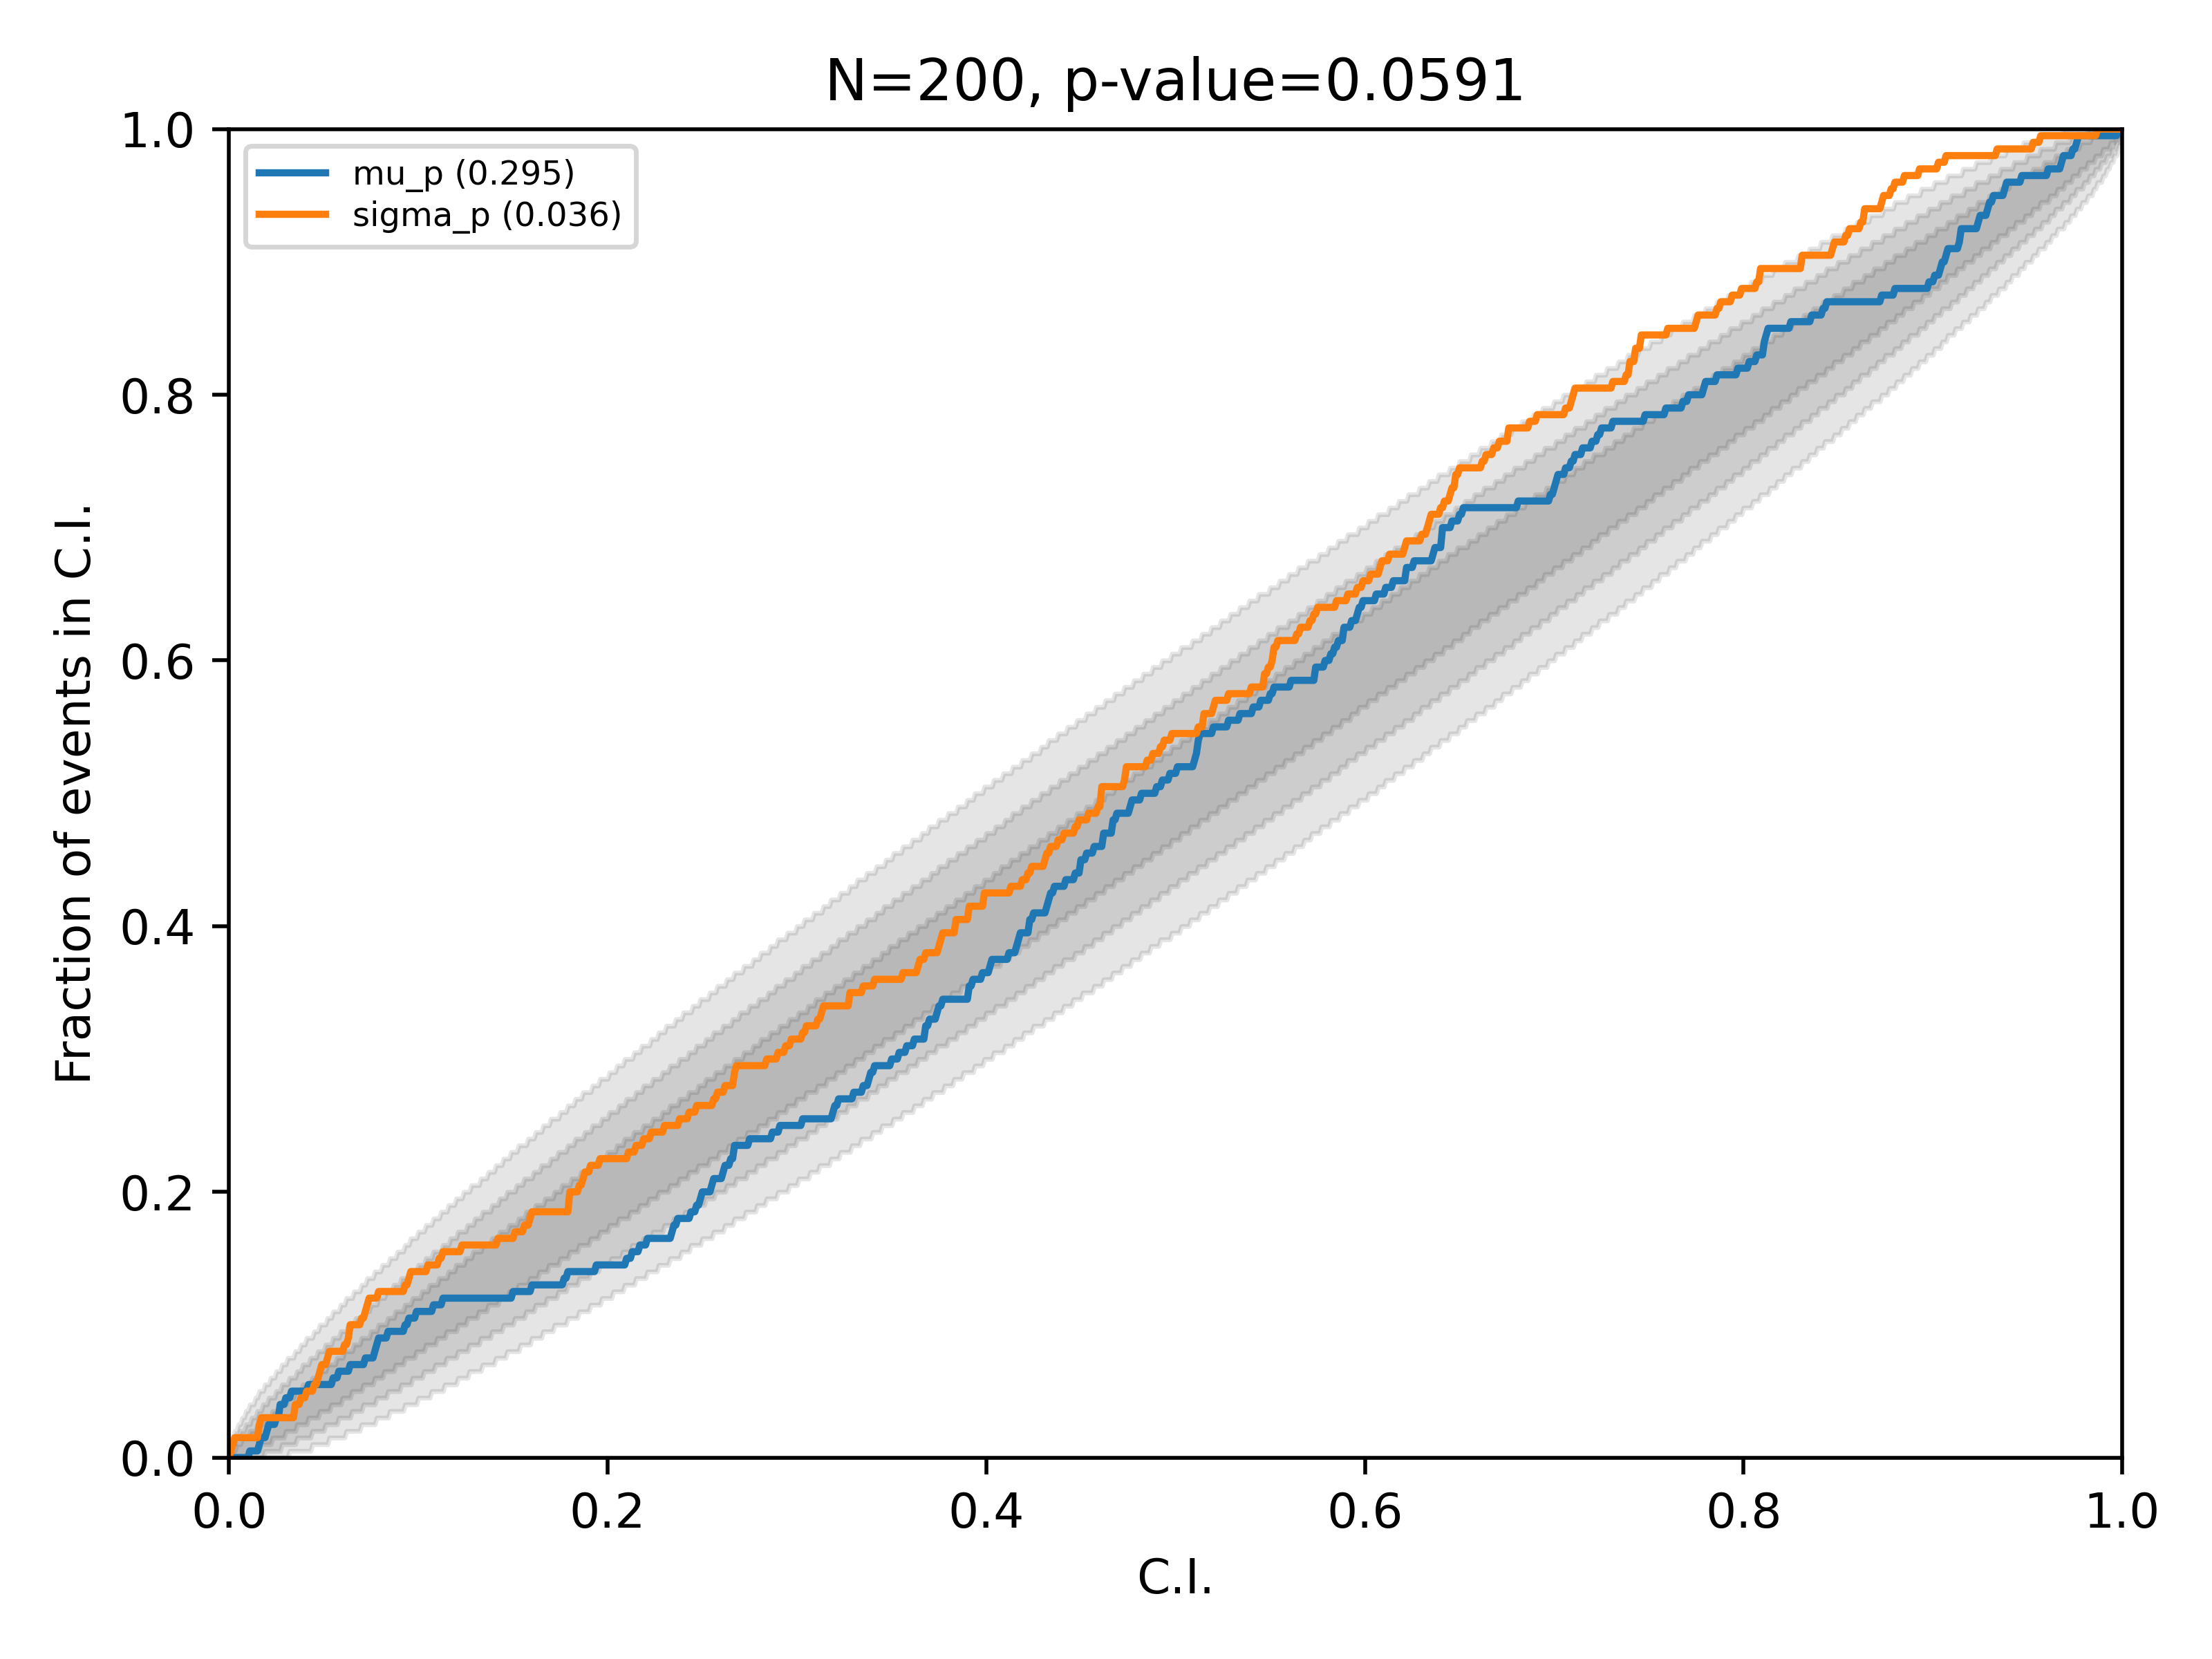 N=200, p-value=0.0591
1.0
0.8
0.6
0.4
0.2
0.0
Fraction of events in C.I.
mu_p (0.295)
sigma_p (0.036)
0.0 0.2 0.4 0.6 0.8 1.0
C.I.